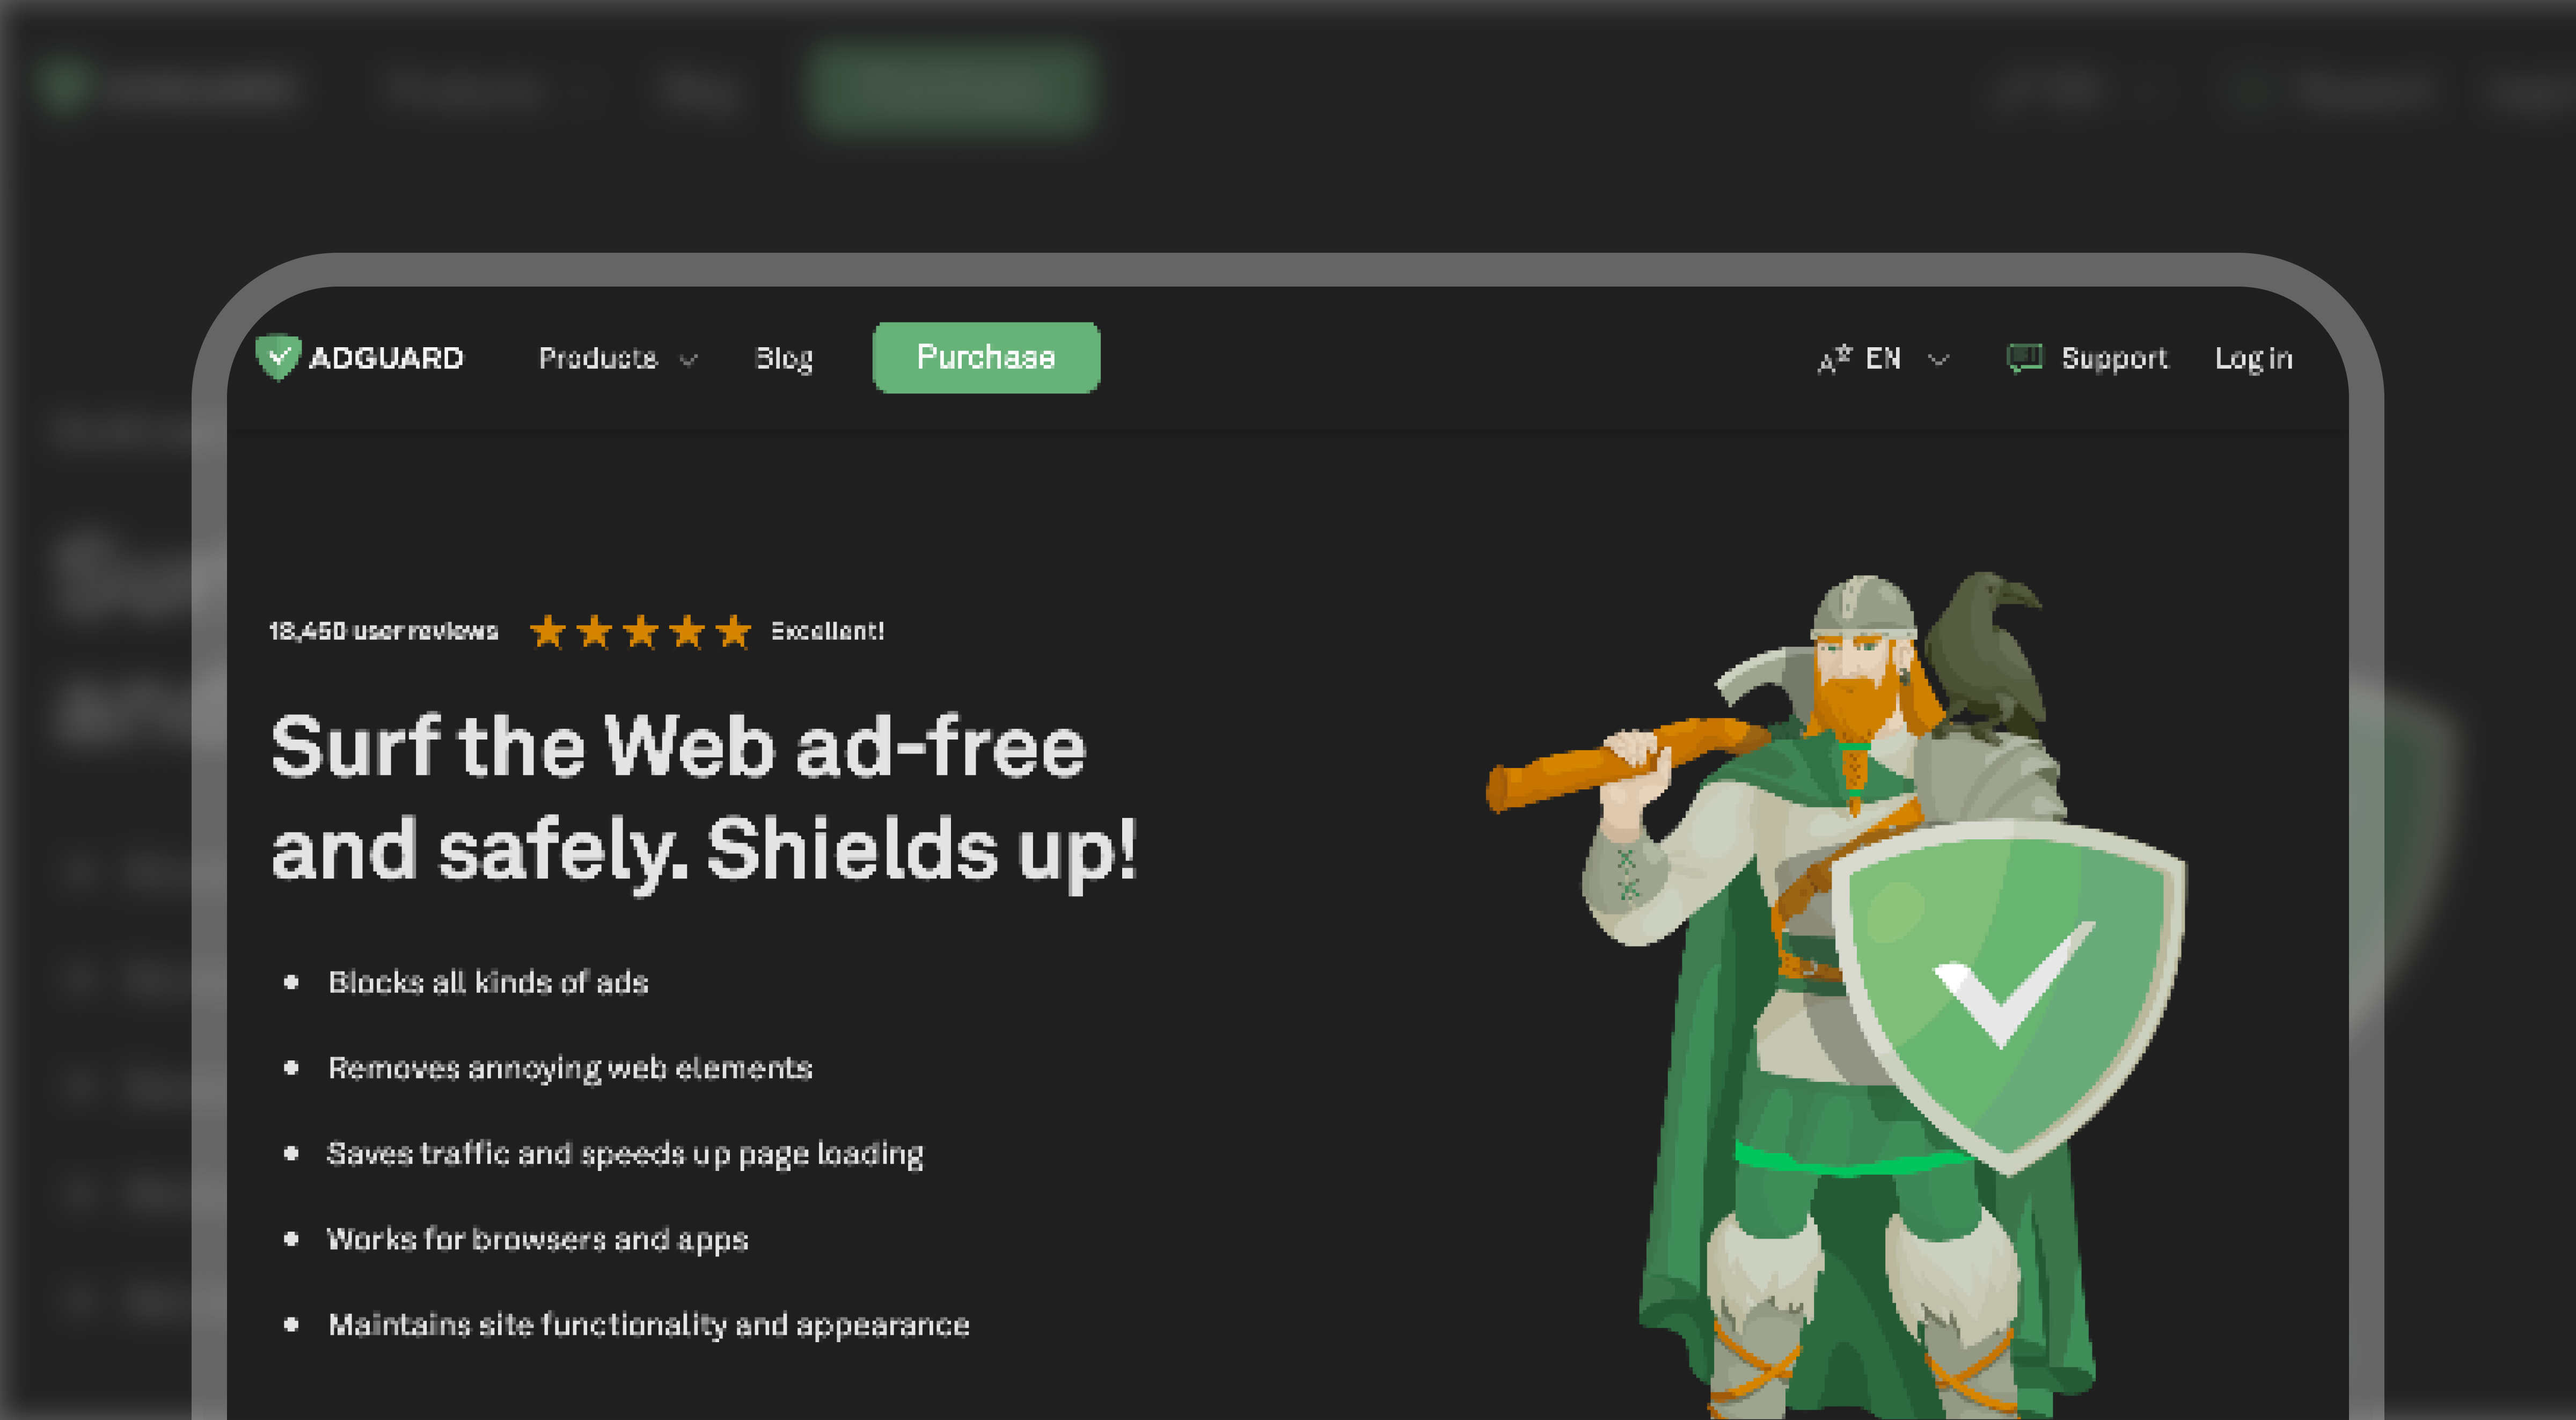 ADGUARD Products Blog Purchase EN Support Log in
18,450 user reviews Excellent!
Surf the Web ad-free
and safely. Shields up!
Blocks all kinds of ads
Removes annoying web elements
Saves traffic and speeds up page loading
Works for browsers and apps
Maintains site functionality and appearance